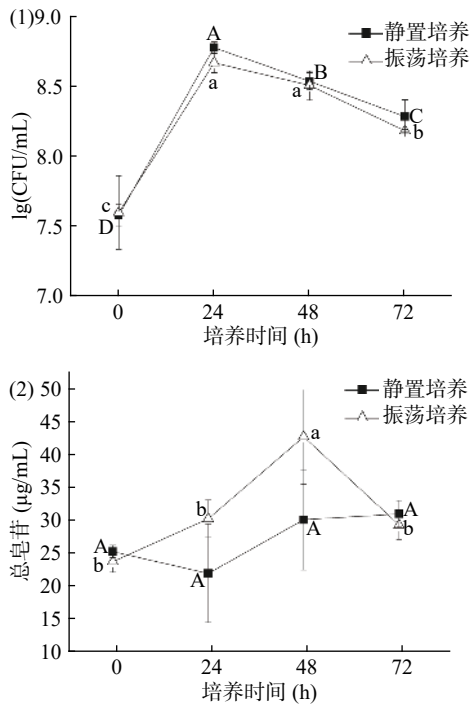 (1)
9.0
8.5
8.0
7.5
7.0
lg(CFU/mL)
静置培养
振荡培养
A
a
B
a
C
b
c
D
0 24 48 72
培养时间 (h)
(2)
50
45
40
35
30
25
20
15
10
总皂苷 (μg/mL)
静置培养
振荡培养
a
b
A
b
A
A
A
b
0 24 48 72
培养时间 (h)